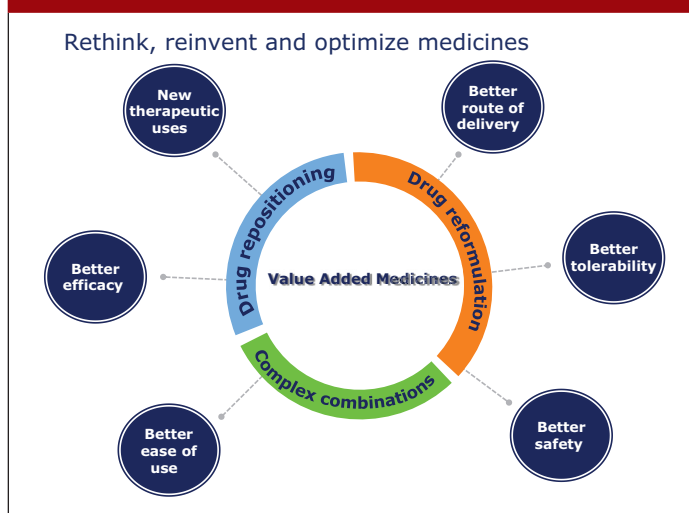 Rethink, reinvent and optimize medicines
New
therapeutic
uses
Better
route of
delivery
Drug repositioning
Drug reformulation
Better
efficacy
Value Added Medicines
Better
tolerability
Complex combinations
Better
ease of
use
Better
safety